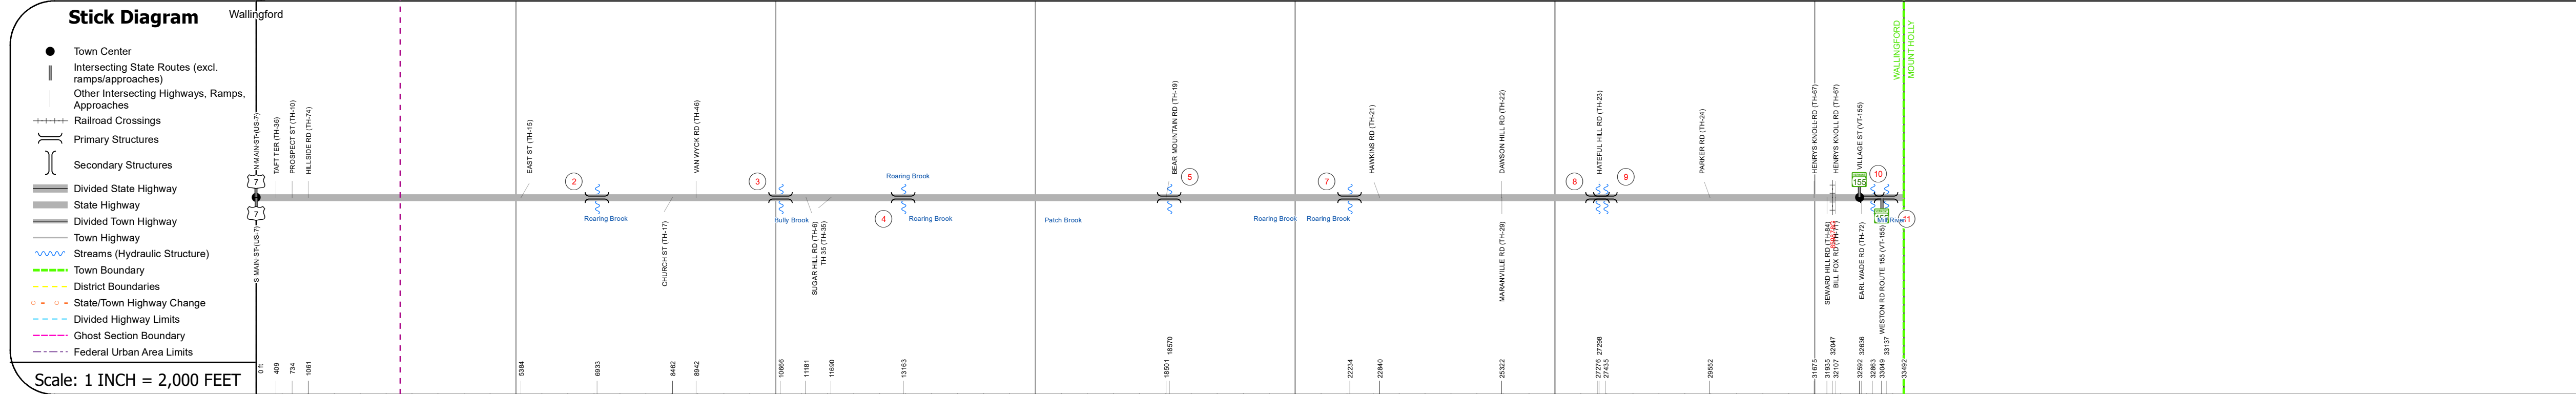 Stick Diagram
Town Center
Intersecting State Routes (excl.
ramps/approaches)
Other Intersecting Highways, Ramps,
Approaches
Railroad Crossings
Primary Structures
Secondary Structures
Divided State Highway
State Highway
Divided Town Highway
Town Highway
Streams (Hydraulic Structure)
Town Boundary
District Boundaries
State/Town Highway Change
Divided Highway Limits
Ghost Section Boundary
Federal Urban Area Limits
Scale: 1 INCH = 2,000 FEET
Wallingford
WALLINGFORD
MOUNT HOLLY
N MAIN ST (US-7)
TAFT TER (TH-36)
PROSPECT ST (TH-10)
HILLSIDE RD (TH-74)
EAST ST (TH-15)
VAN WYCK RD (TH-46)
BEAR MOUNTAIN RD (TH-19)
HAWKINS RD (TH-21)
DAWSON HILL RD (TH-22)
HATEFUL HILL RD (TH-23)
PARKER RD (TH-24)
HENRYS KNOLL RD (TH-67)
HENRYS KNOLL RD (TH-67)
VILLAGE ST (VT-155)
7
7
2
3
Roaring Brook
4
5
7
8
9
155
10
11
Roaring Brook
Bully Brook
Roaring Brook
Patch Brook
Roaring Brook
Roaring Brook
Mill River
S MAIN ST (US-7)
CHURCH ST (TH-17)
SUGAR HILL RD (TH-6)
TH 35 (TH-35)
MARANVILLE RD (TH-29)
SEWARD HILL RD (TH-84)
BILL FOX RD (TH-71)
EARL WADE RD (TH-72)
WESTON RD ROUTE 155 (VT-155)
0 ft
409
734
1061
5384
6933
8462
8942
10666
11181
11690
13163
18501
18570
22234
22840
25322
27276
27298
27455
29552
31675
31935
32047
32107
32592
32636
32863
33049
33137
33492